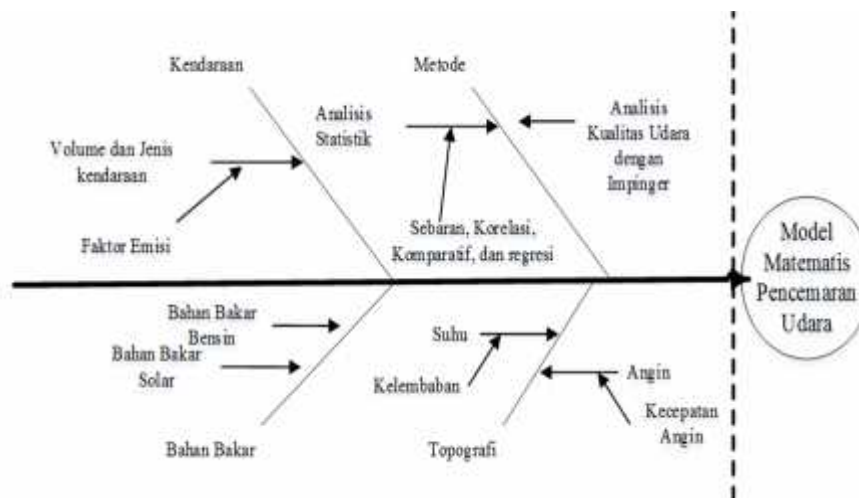 Kendaraan
Metode
Analisis
Statistik
Analisis
Kualitas Udara
dengan
Impinger
Volume dan Jenis
kendaraan
Faktor Emisi
Sebaran, Korelasi,
Komparatif, dan regresi
Model
Matematis
Pencemaran
Udara
Bahan Bakar
Bensin
Bahan Bakar
Solar
Suhu
Kelembaban
Angin
Kecepatan
Angin
Bahan Bakar
Topografi